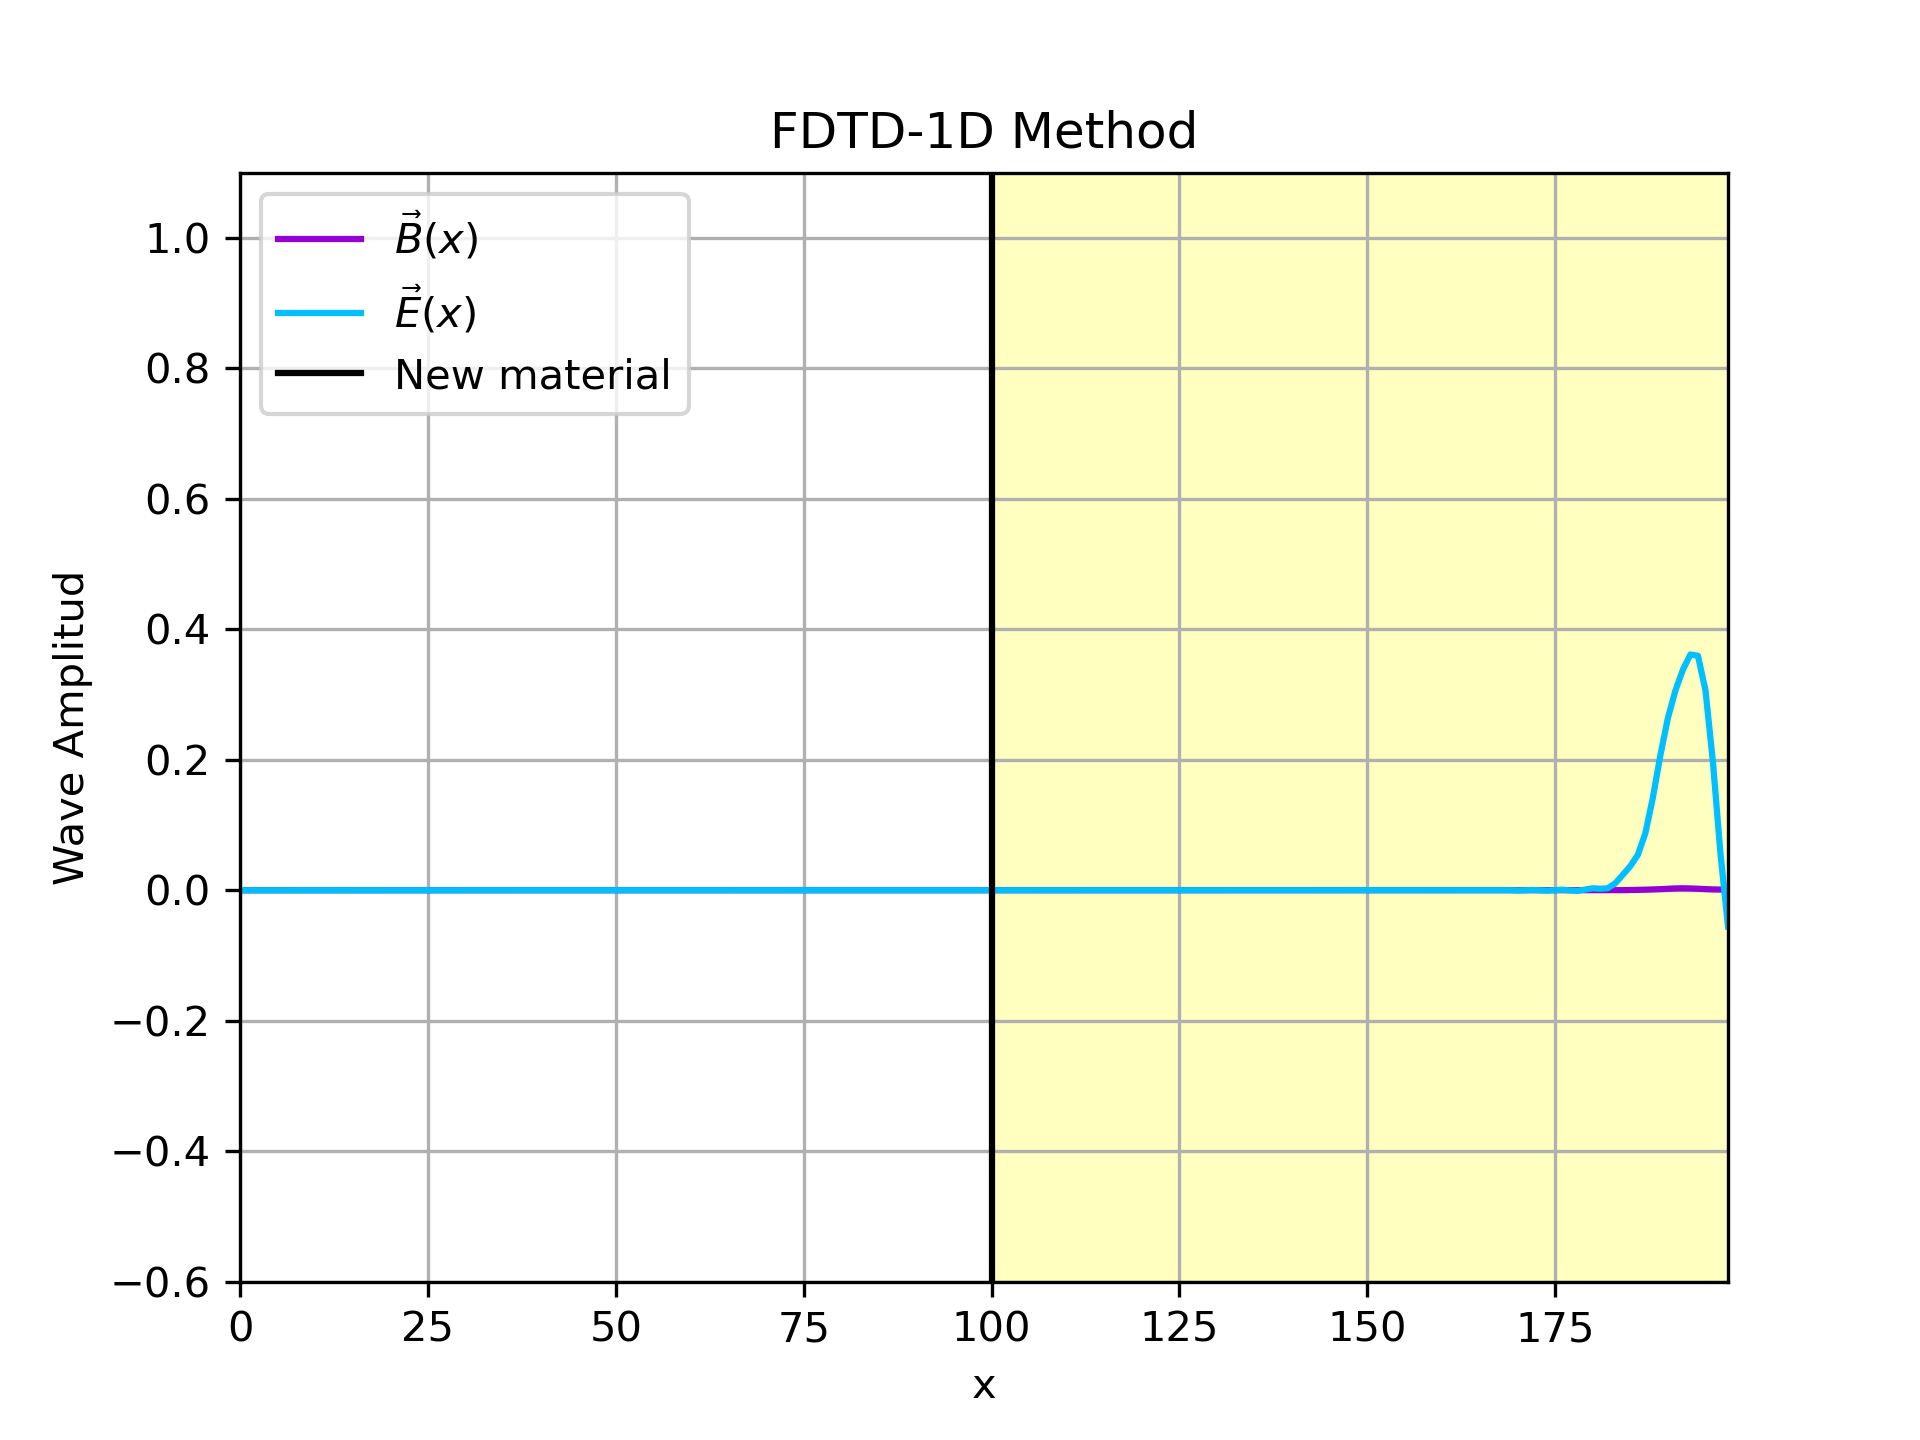 FDTD-1D Method
1.0
0.8
0.6
0.4
0.2
0.0
−0.2
−0.4
−0.6
Wave Amplitud
B⃗(x)
E⃗(x)
New material
0 25 50 75 100 125 150 175
x